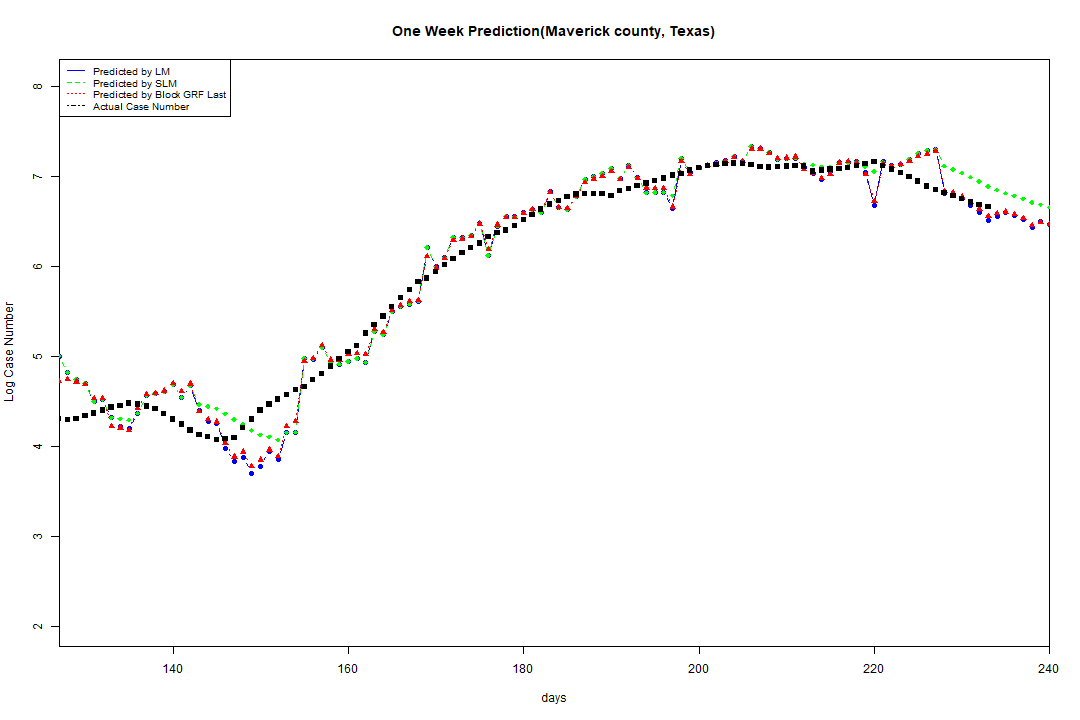 One Week Prediction(Maverick county, Texas)
Predicted by LM
Predicted by SLM
Predicted by Block GRF Last
Actual Case Number
8
7
6
5
4
3
2
Log Case Number
140 160 180 200 220 240
days